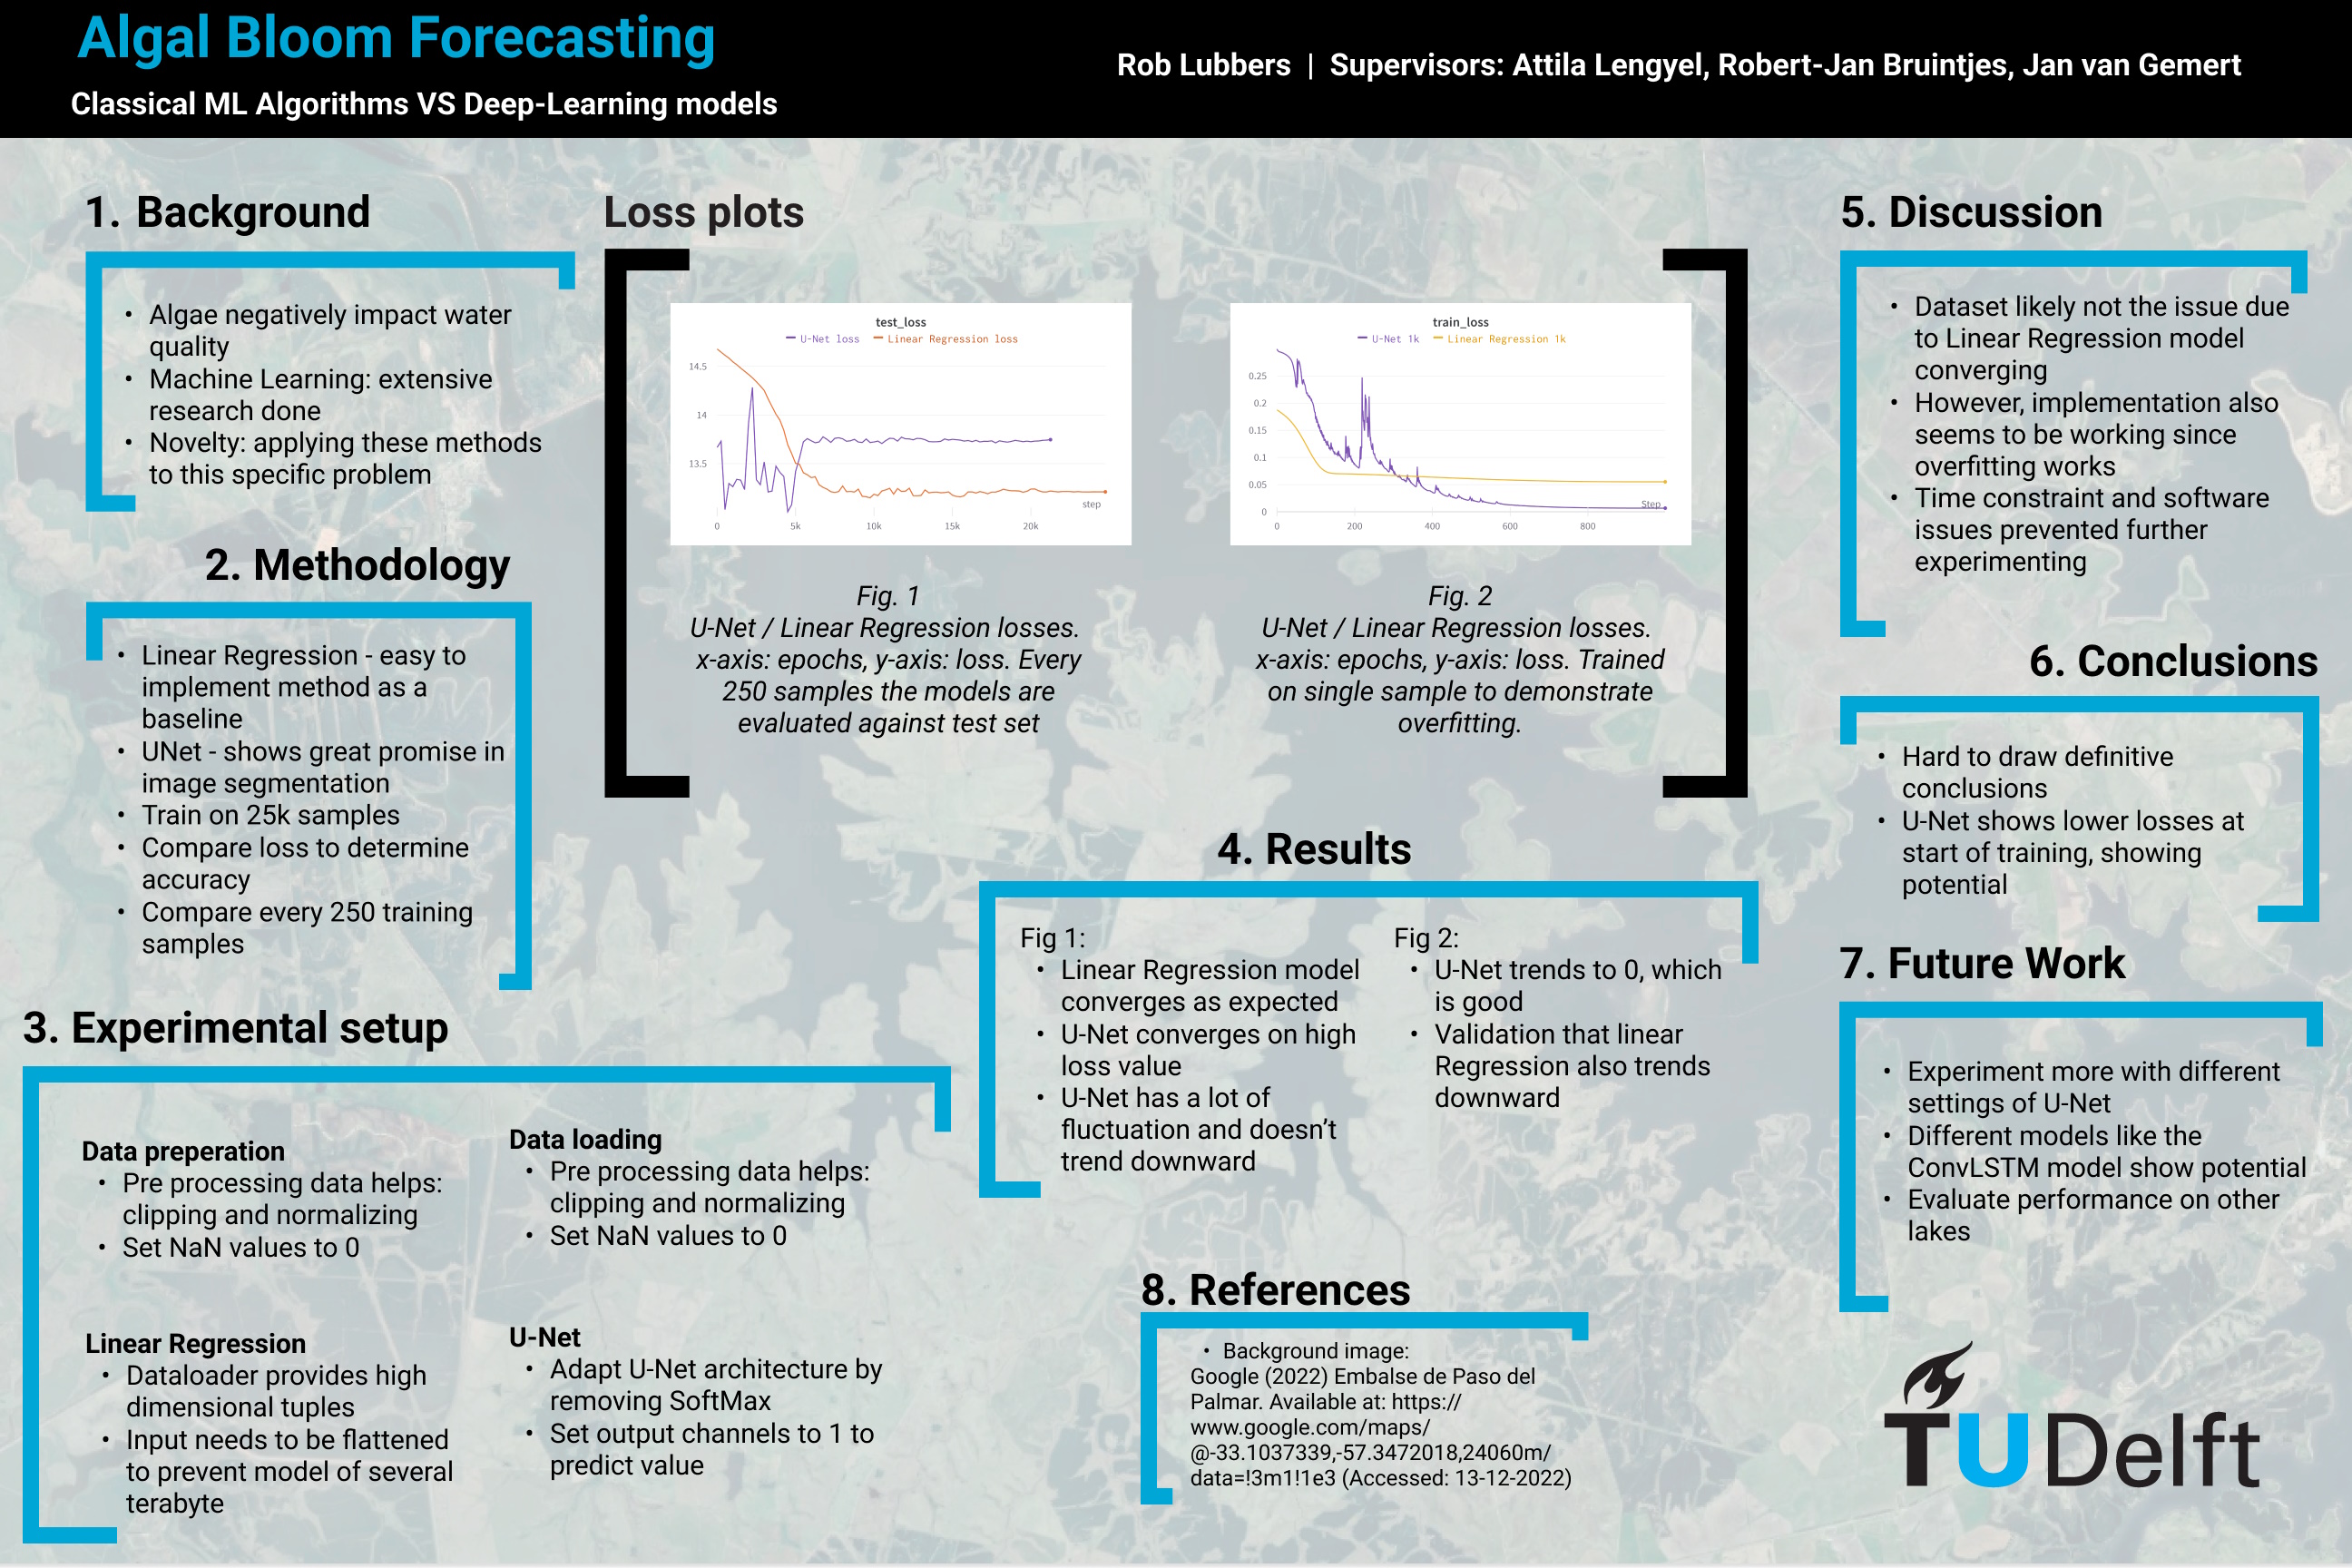 Algal Bloom Forecasting
Classical ML Algorithms VS Deep-Learning models
Rob Lubbers | Supervisors: Attila Lengyel, Robert-Jan Bruintjes, Jan van Gemert
1. Background
• Algae negatively impact water
quality
• Machine Learning: extensive
research done
• Novelty: applying these methods
to this specific problem
2. Methodology
• Linear Regression - easy to
implement method as a
baseline
• UNet - shows great promise in
image segmentation
• Train on 25k samples
• Compare loss to determine
accuracy
• Compare every 250 training
samples
3. Experimental setup
Data preperation
• Pre processing data helps:
clipping and normalizing
• Set NaN values to 0
Data loading
• Pre processing data helps:
clipping and normalizing
• Set NaN values to 0
Linear Regression
• Dataloader provides high
dimensional tuples
• Input needs to be flattened
to prevent model of several
terabyte
U-Net
• Adapt U-Net architecture by
removing SoftMax
• Set output channels to 1 to
predict value
Loss plots
test_loss
U-Net loss Linear Regression loss
14.5
14
13.5
step
0 5k 10k 15k 20k
Fig. 1
U-Net / Linear Regression losses.
x-axis: epochs, y-axis: loss. Every
250 samples the models are
evaluated against test set
train_loss
U-Net 1k Linear Regression 1k
0.25
0.2
0.15
0.1
0.05
0
Step
0 200 400 600 800
Fig. 2
U-Net / Linear Regression losses.
x-axis: epochs, y-axis: loss. Trained
on single sample to demonstrate
overfitting.
4. Results
Fig 1:
• Linear Regression model
converges as expected
• U-Net converges on high
loss value
• U-Net has a lot of
fluctuation and doesn’t
trend downward
Fig 2:
• U-Net trends to 0, which
is good
• Validation that linear
Regression also trends
downward
5. Discussion
• Dataset likely not the issue due
to Linear Regression model
converging
• However, implementation also
seems to be working since
overfitting works
• Time constraint and software
issues prevented further
experimenting
6. Conclusions
• Hard to draw definitive
conclusions
• U-Net shows lower losses at
start of training, showing
potential
7. Future Work
• Experiment more with different
settings of U-Net
• Different models like the
ConvLSTM model show potential
• Evaluate performance on other
lakes
8. References
• Background image:
Google (2022) Embalse de Paso del
Palmar. Available at: https://
www.google.com/maps/
@-33.1037339,-57.3472018,24060m/
data=!3m1!1e3 (Accessed: 13-12-2022)
TU Delft